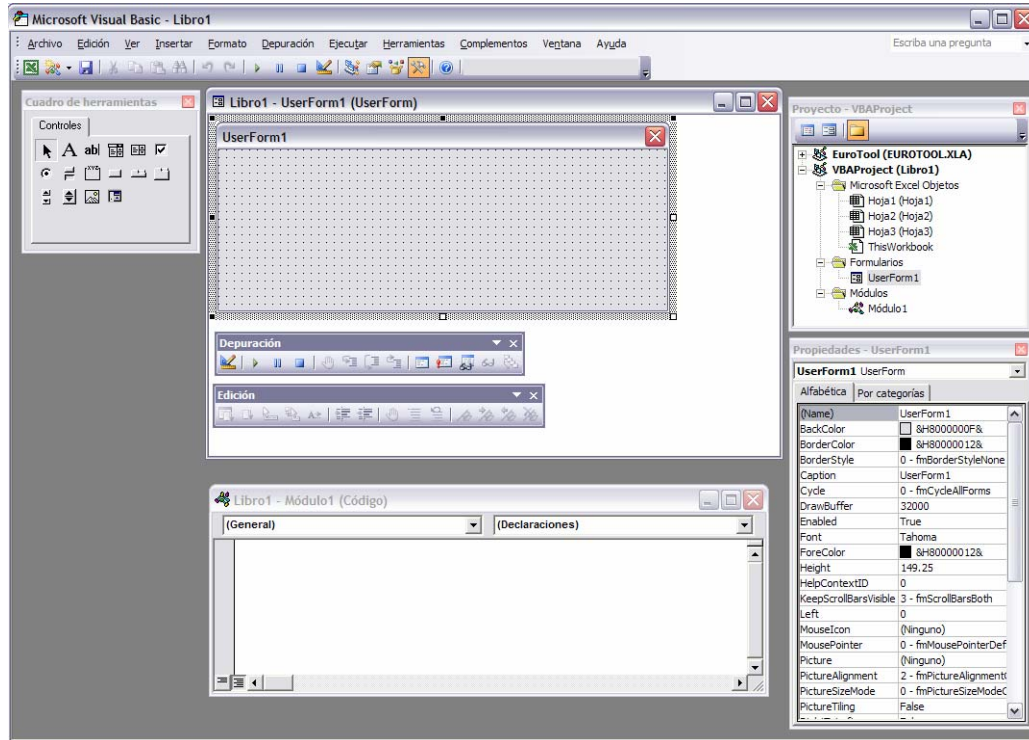 Microsoft Visual Basic - Libro1
Archivo Edición Ver Insertar Formato Depuración Ejecutar Herramientas Complementos Ventana Ayuda
Escriba una pregunta
Cuadro de herramientas
Controles
A abl
XYZ
Libro1 - UserForm1 (UserForm)
UserForm1
Depuración
Edición
Libro1 - Módulo1 (Código)
(General)
(Declaraciones)
Proyecto - VBAProject
EuroTool (EUROTOOL.XLA)
VBAProject (Libro1)
Microsoft Excel Objetos
Hoja1 (Hoja1)
Hoja2 (Hoja2)
Hoja3 (Hoja3)
ThisWorkbook
Formularios
UserForm1
Módulos
Módulo1
Propiedades - UserForm1
UserForm1 UserForm
Alfabética Por categorías
(Name) UserForm1
BackColor &H8000000F&
BorderColor &H80000012&
BorderStyle 0 - fmBorderStyleNone
Caption UserForm1
Cycle 0 - fmCycleAllForms
DrawBuffer 32000
Enabled True
Font Tahoma
ForeColor &H80000012&
Height 149.25
HelpContextID 0
KeepScrollBarsVisible 3 - fmScrollBarsBoth
Left 0
MouseIcon (Ninguno)
MousePointer 0 - fmMousePointerDef
Picture (Ninguno)
PictureAlignment 2 - fmPictureAlignment
PictureSizeMode 0 - fmPictureSizeModeC
PictureTiling False